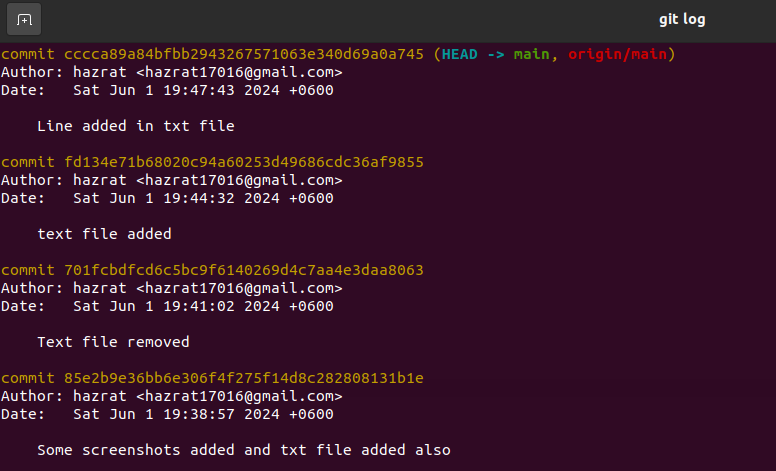 git log
commit cccca89a84bfbb2943267571063e340d69a0a745 (HEAD -> main, origin/main)
Author: hazrat <hazrat17016@gmail.com>
Date:   Sat Jun 1 19:47:43 2024 +0600
Line added in txt file
commit fd134e71b68020c94a60253d49686cdc36af9855
Author: hazrat <hazrat17016@gmail.com>
Date:   Sat Jun 1 19:44:32 2024 +0600
text file added
commit 701fcbdfcd6c5bc9f6140269d4c7aa4e3daa8063
Author: hazrat <hazrat17016@gmail.com>
Date:   Sat Jun 1 19:41:02 2024 +0600
Text file removed
commit 85e2b9e36bb6e306f4f275f14d8c282808131b1e
Author: hazrat <hazrat17016@gmail.com>
Date:   Sat Jun 1 19:38:57 2024 +0600
Some screenshots added and txt file added also